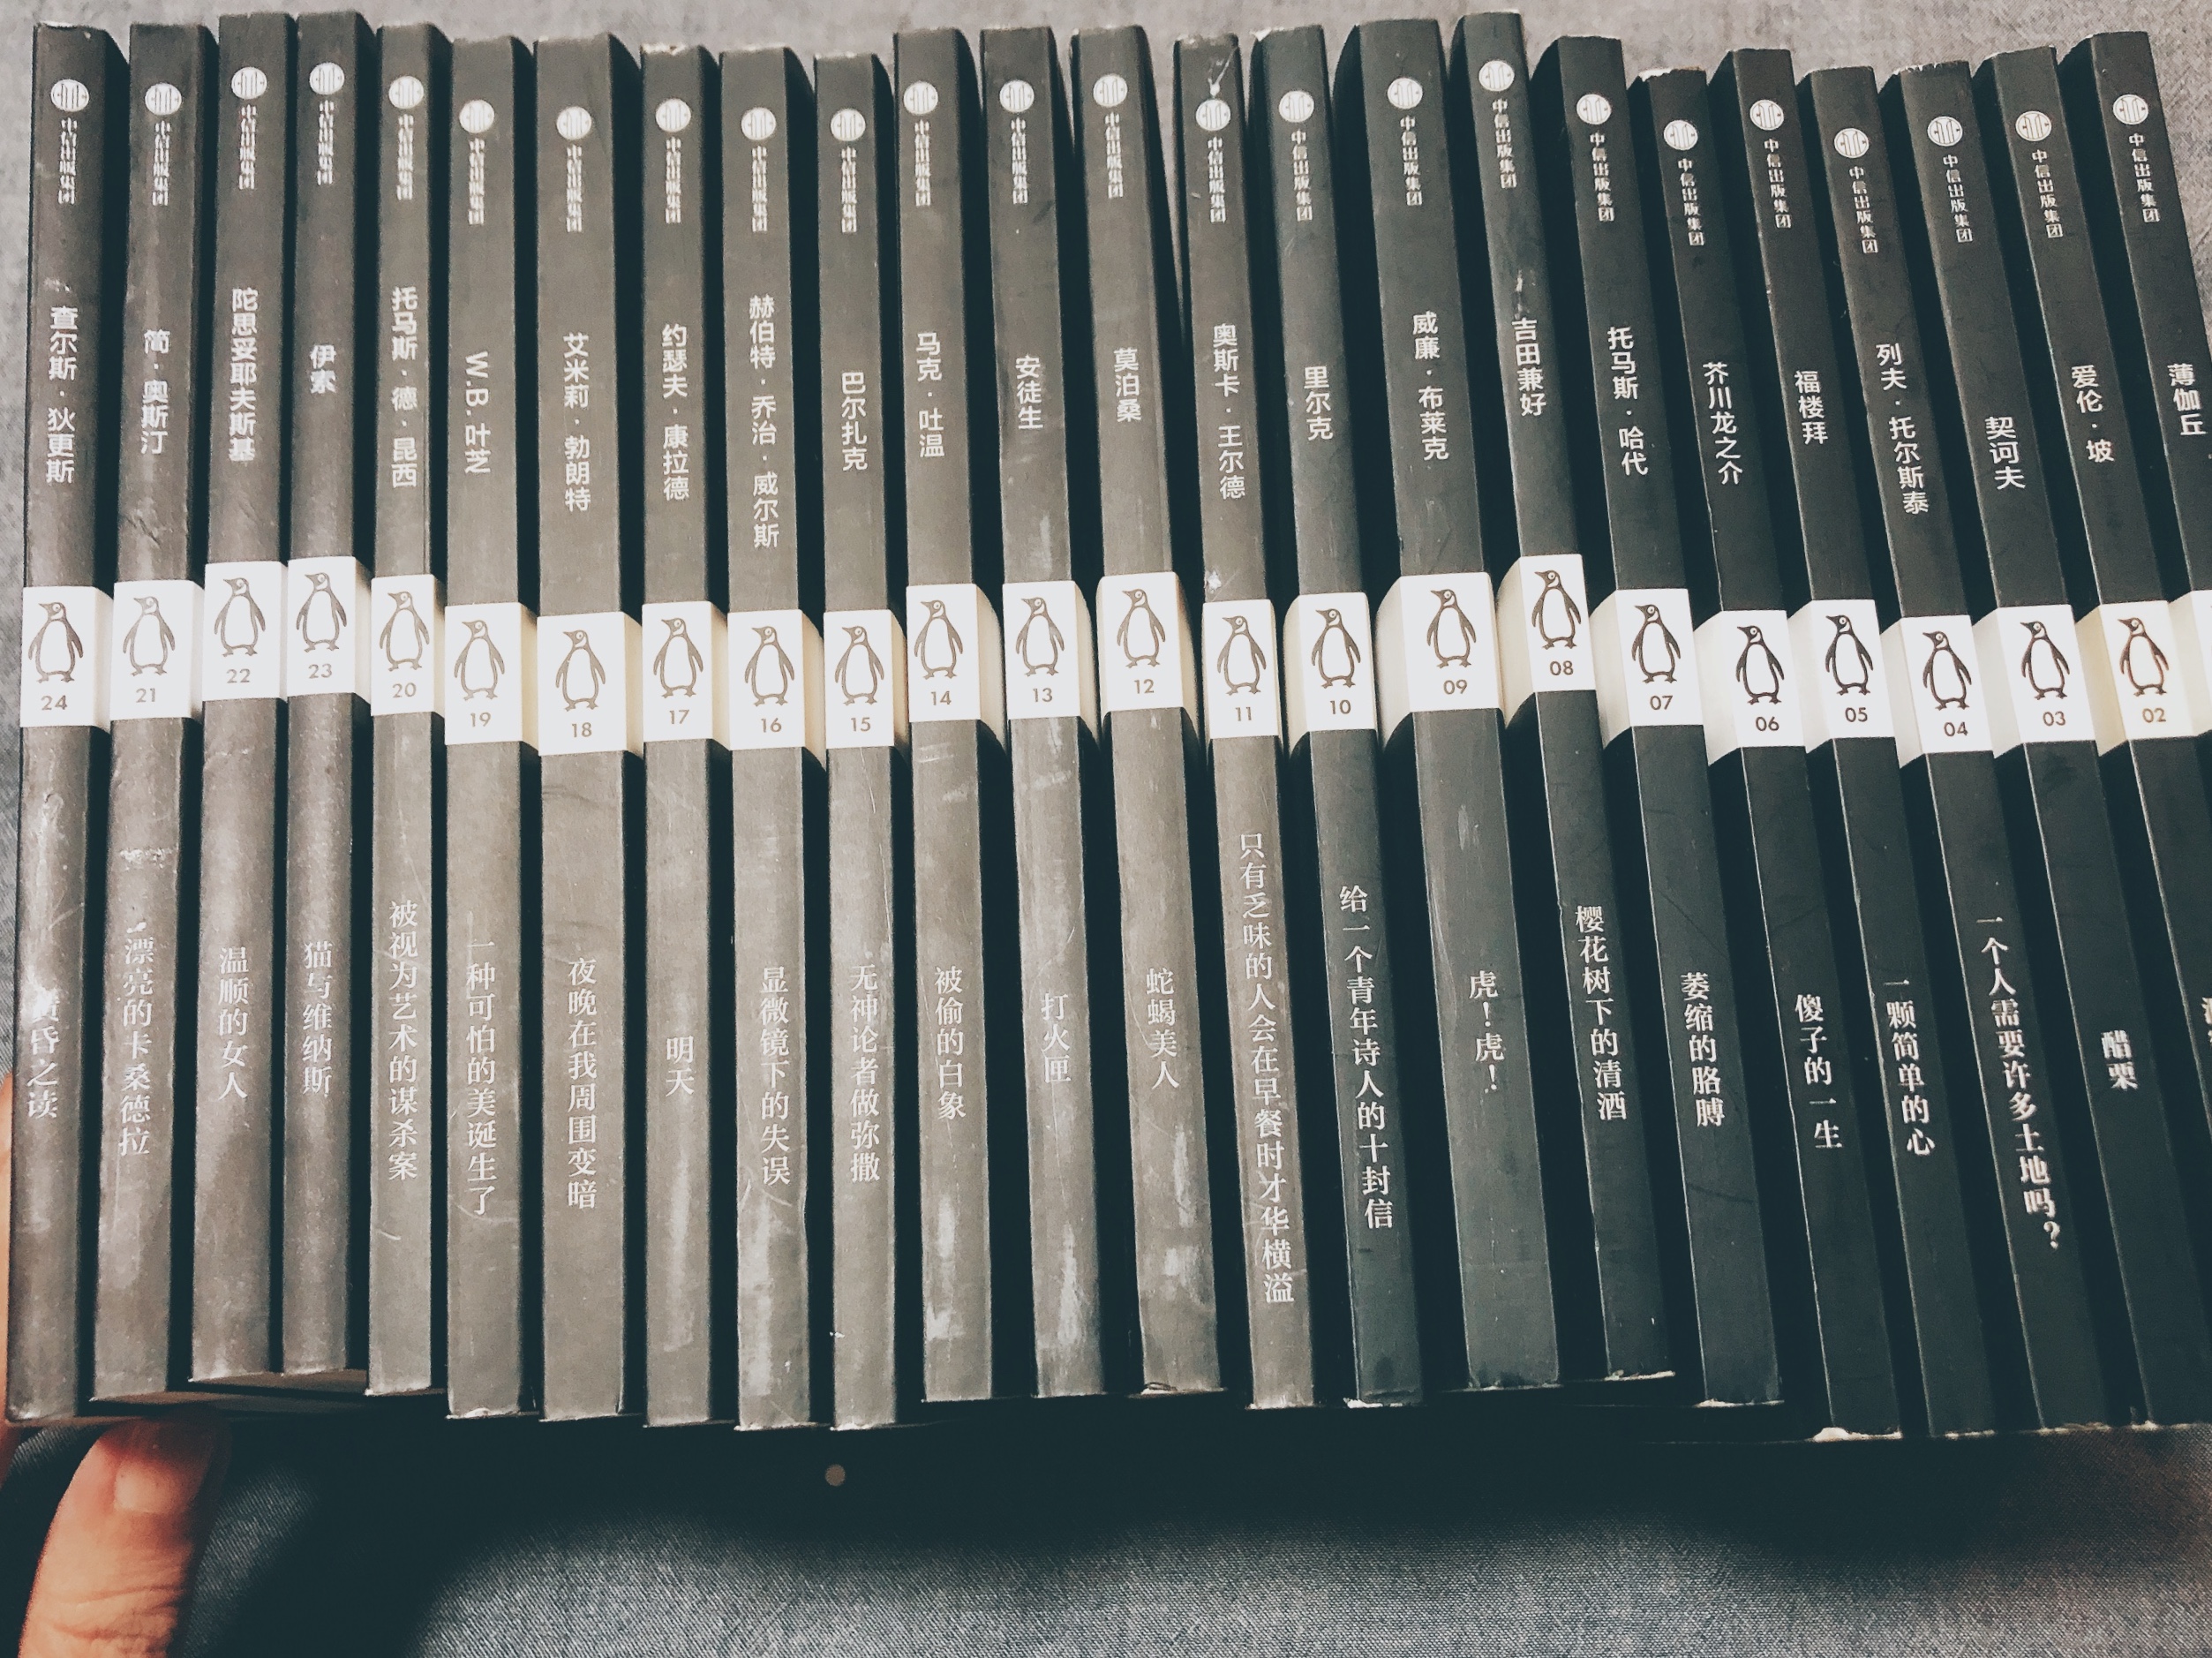 中信出版集团
查尔斯·狄更斯
24
黄昏之读
中信出版集团
简·奥斯汀
21
漂亮的卡桑德拉
中信出版集团
陀思妥耶夫斯基
22
温顺的女人
中信出版集团
伊索
23
猫与维纳斯
中信出版集团
托马斯·德·昆西
20
被视为艺术的谋杀案
中信出版集团
W.B.叶芝
19
一种可怕的美诞生了
中信出版集团
艾米莉·勃朗特
18
夜晚在我周围变暗
中信出版集团
约瑟夫·康拉德
17
明天
中信出版集团
赫伯特·乔治·威尔斯
16
显微镜下的失误
中信出版集团
巴尔扎克
15
无神论者做弥撒
中信出版集团
马克·吐温
14
被偷的白象
中信出版集团
安徒生
13
打火匣
中信出版集团
莫泊桑
12
蛇蝎美人
中信出版集团
奥斯卡·王尔德
11
只有乏味的人会在早餐时才华横溢
中信出版集团
里尔克
10
给一个青年诗人的十封信
中信出版集团
威廉·布莱克
09
虎！虎！
中信出版集团
吉田兼好
08
樱花树下的清酒
中信出版集团
托马斯·哈代
07
萎缩的胳膊
中信出版集团
芥川龙之介
06
傻子的一生
中信出版集团
福楼拜
05
一颗简单的心
中信出版集团
列夫·托尔斯泰
04
一个人需要许多土地吗？
中信出版集团
契诃夫
03
醋栗
中信出版集团
爱伦·坡
02
中信出版集团
薄伽丘